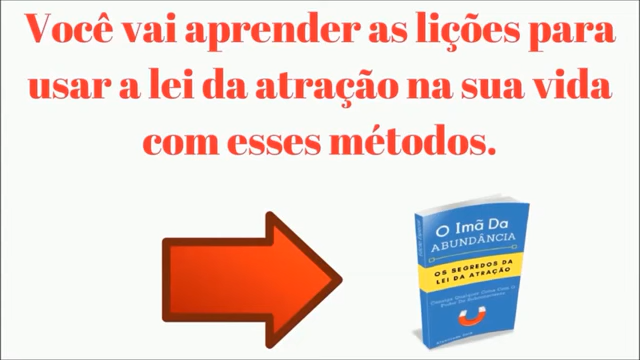 Você vai aprender as lições para
usar a lei da atração na sua vida
com esses métodos.
O Imã Da
ABUNDÂNCIA
OS SEGREDOS DA
LEI DA ATRAÇÃO